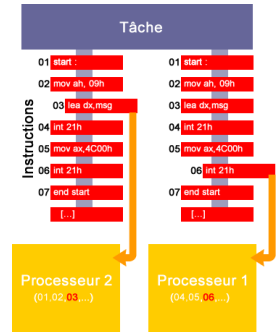 Tâche
Instructions
01 start :
02 mov ah, 09h
03 lea dx,msg
04 int 21h
05 mov ax,4C00h
06 int 21h
07 end start
[...]
01 start :
02 mov ah, 09h
03 lea dx,msg
04 int 21h
05 mov ax,4C00h
06 int 21h
07 end start
[...]
Processeur 2
(01,02,03,...)
Processeur 1
(04,05,06,...)